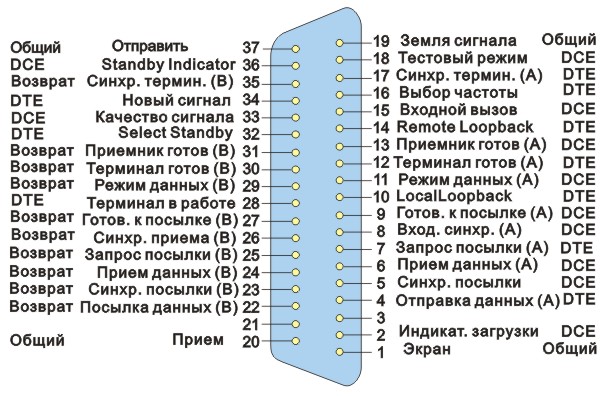 Общий Отправить 37
DCE Standby Indicator 36
Возврат Синхр. термин. (B) 35
DTE Новый сигнал 34
DCE Качество сигнала 33
DTE Select Standby 32
Возврат Приемник готов (B) 31
Возврат Терминал готов (B) 30
Возврат Режим данных (B) 29
DTE Терминал в работе 28
Возврат Готов. к посылке (B) 27
Возврат Синхр. приема (B) 26
Возврат Запрос посылки (B) 25
Возврат Прием данных (B) 24
Возврат Синхр. посылки (B) 23
Возврат Посылка данных (B) 22
21
Общий Прием 20
19 Земля сигнала Общий
18 Тестовый режим DCE
17 Синхр. термин. (A) DTE
16 Выбор частоты DTE
15 Входной вызов DCE
14 Remote Loopback DTE
13 Приемник готов (A) DCE
12 Терминал готов (A) DTE
11 Режим данных (A) DCE
10 LocalLoopback DTE
9 Готов. к посылке (A) DCE
8 Вход. синхр. (A) DCE
7 Запрос посылки (A) DTE
6 Прием данных (A) DCE
5 Синхр. посылки DCE
4 Отправка данных (A) DTE
3
2 Индикат. загрузки DCE
1 Экран Общий